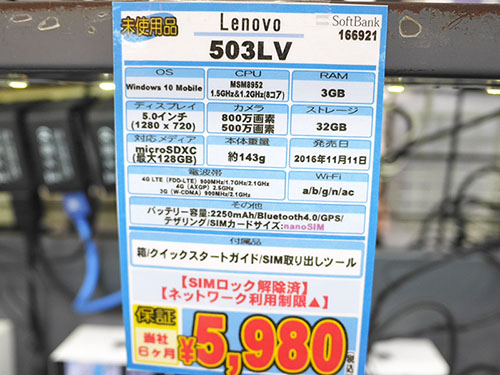 未使用品
Lenovo
SoftBank
503LV
166921
OS
CPU
RAM
Windows 10 Mobile
MSM8952
1.5GHz&1.2GHz(8コア)
3GB
ディスプレイ
カメラ
ストレージ
5.0インチ
(1280 x 720)
800万画素
500万画素
32GB
対応メディア
本体重量
発売日
microSDXC
(最大128GB)
約143g
2016年11月11日
電波帯
Wi-Fi
4G LTE (FDD-LTE) 900MHz/1.7GHz/2.1GHz
4G (AXGP) 2.5GHz
3G (W-CDMA) 900MHz/2.1GHz
a/b/g/n/ac
その他
バッテリー容量:2250mAh/Bluetooth4.0/GPS/
テザリング/SIMカードサイズ:nanoSIM
付属品
箱/クイックスタートガイド/SIM取り出しツール
【SIMロック解除済】
【ネットワーク利用制限▲】
保証
当社
6ヶ月
¥5,980
(税込)